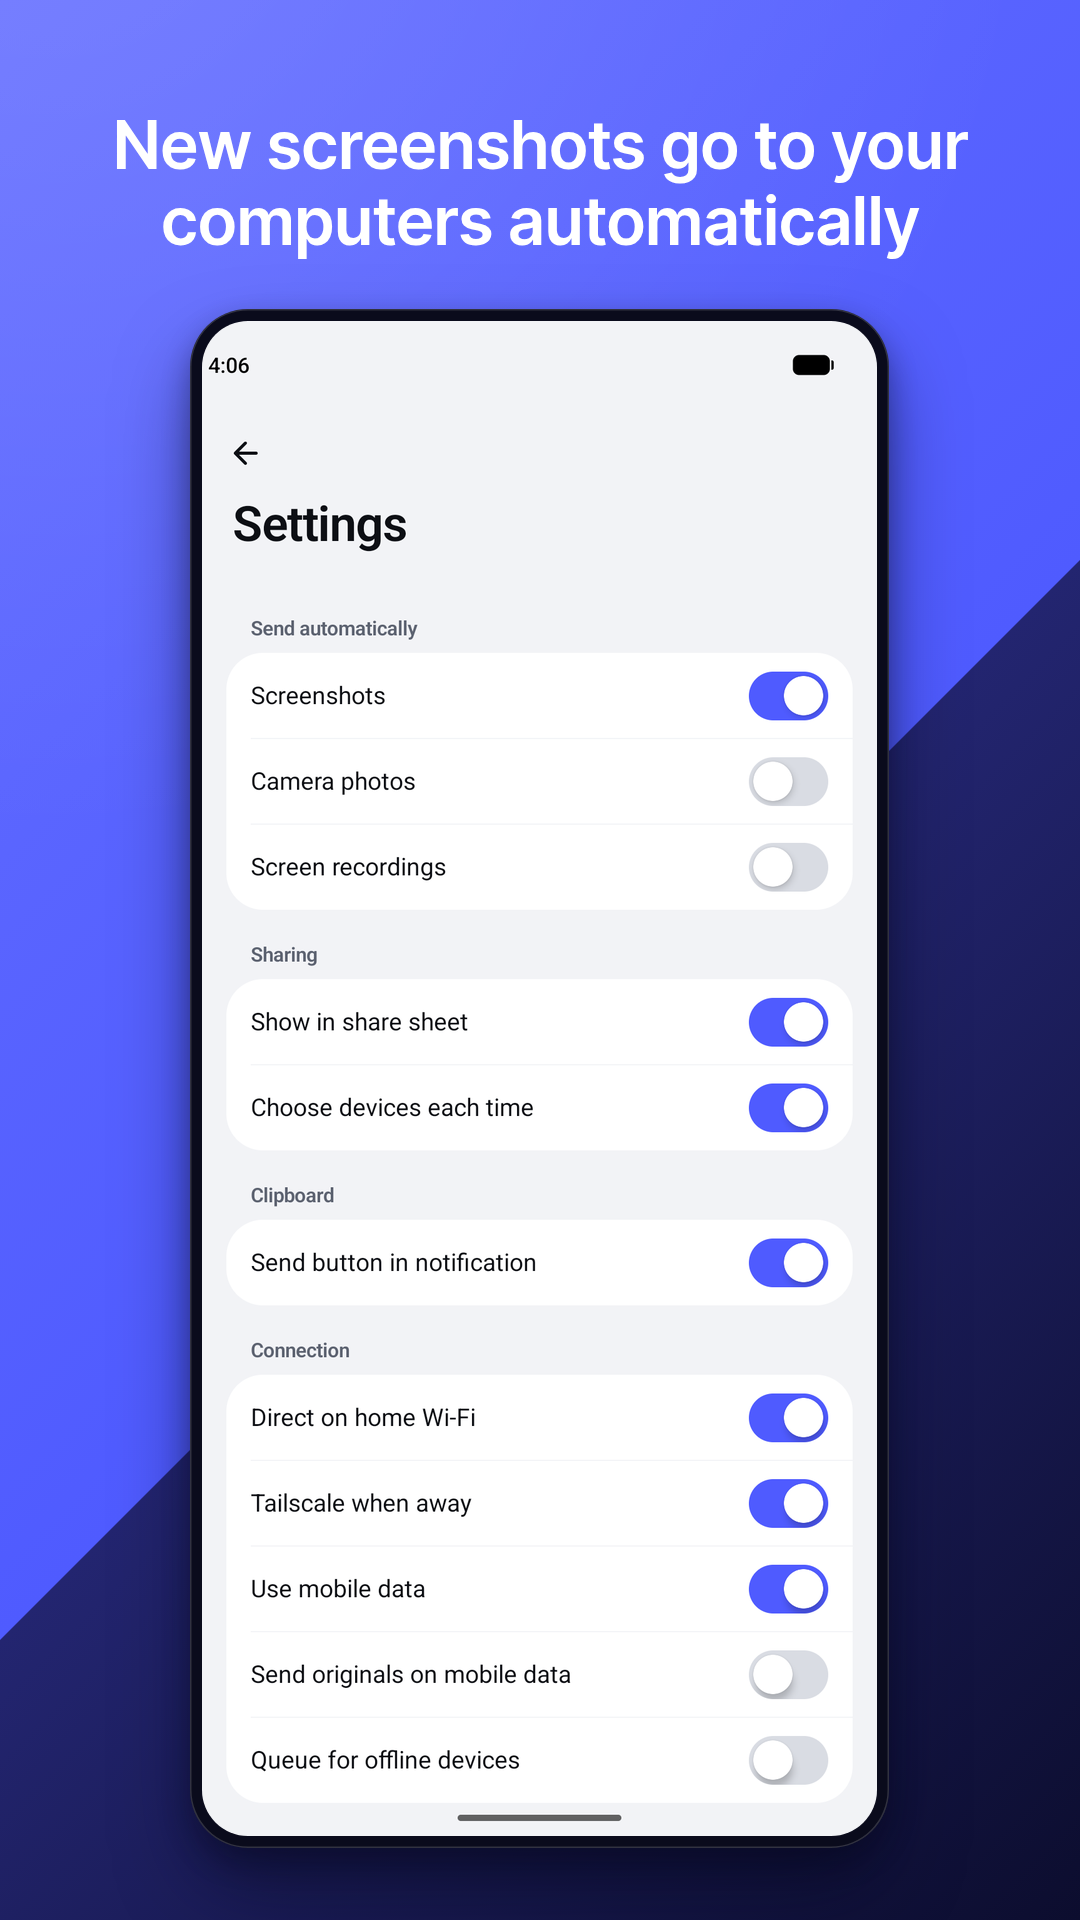 New screenshots go to your
computers automatically
4:06
Settings
Send automatically
Screenshots
Camera photos
Screen recordings
Sharing
Show in share sheet
Choose devices each time
Clipboard
Send button in notification
Connection
Direct on home Wi-Fi
Tailscale when away
Use mobile data
Send originals on mobile data
Queue for offline devices